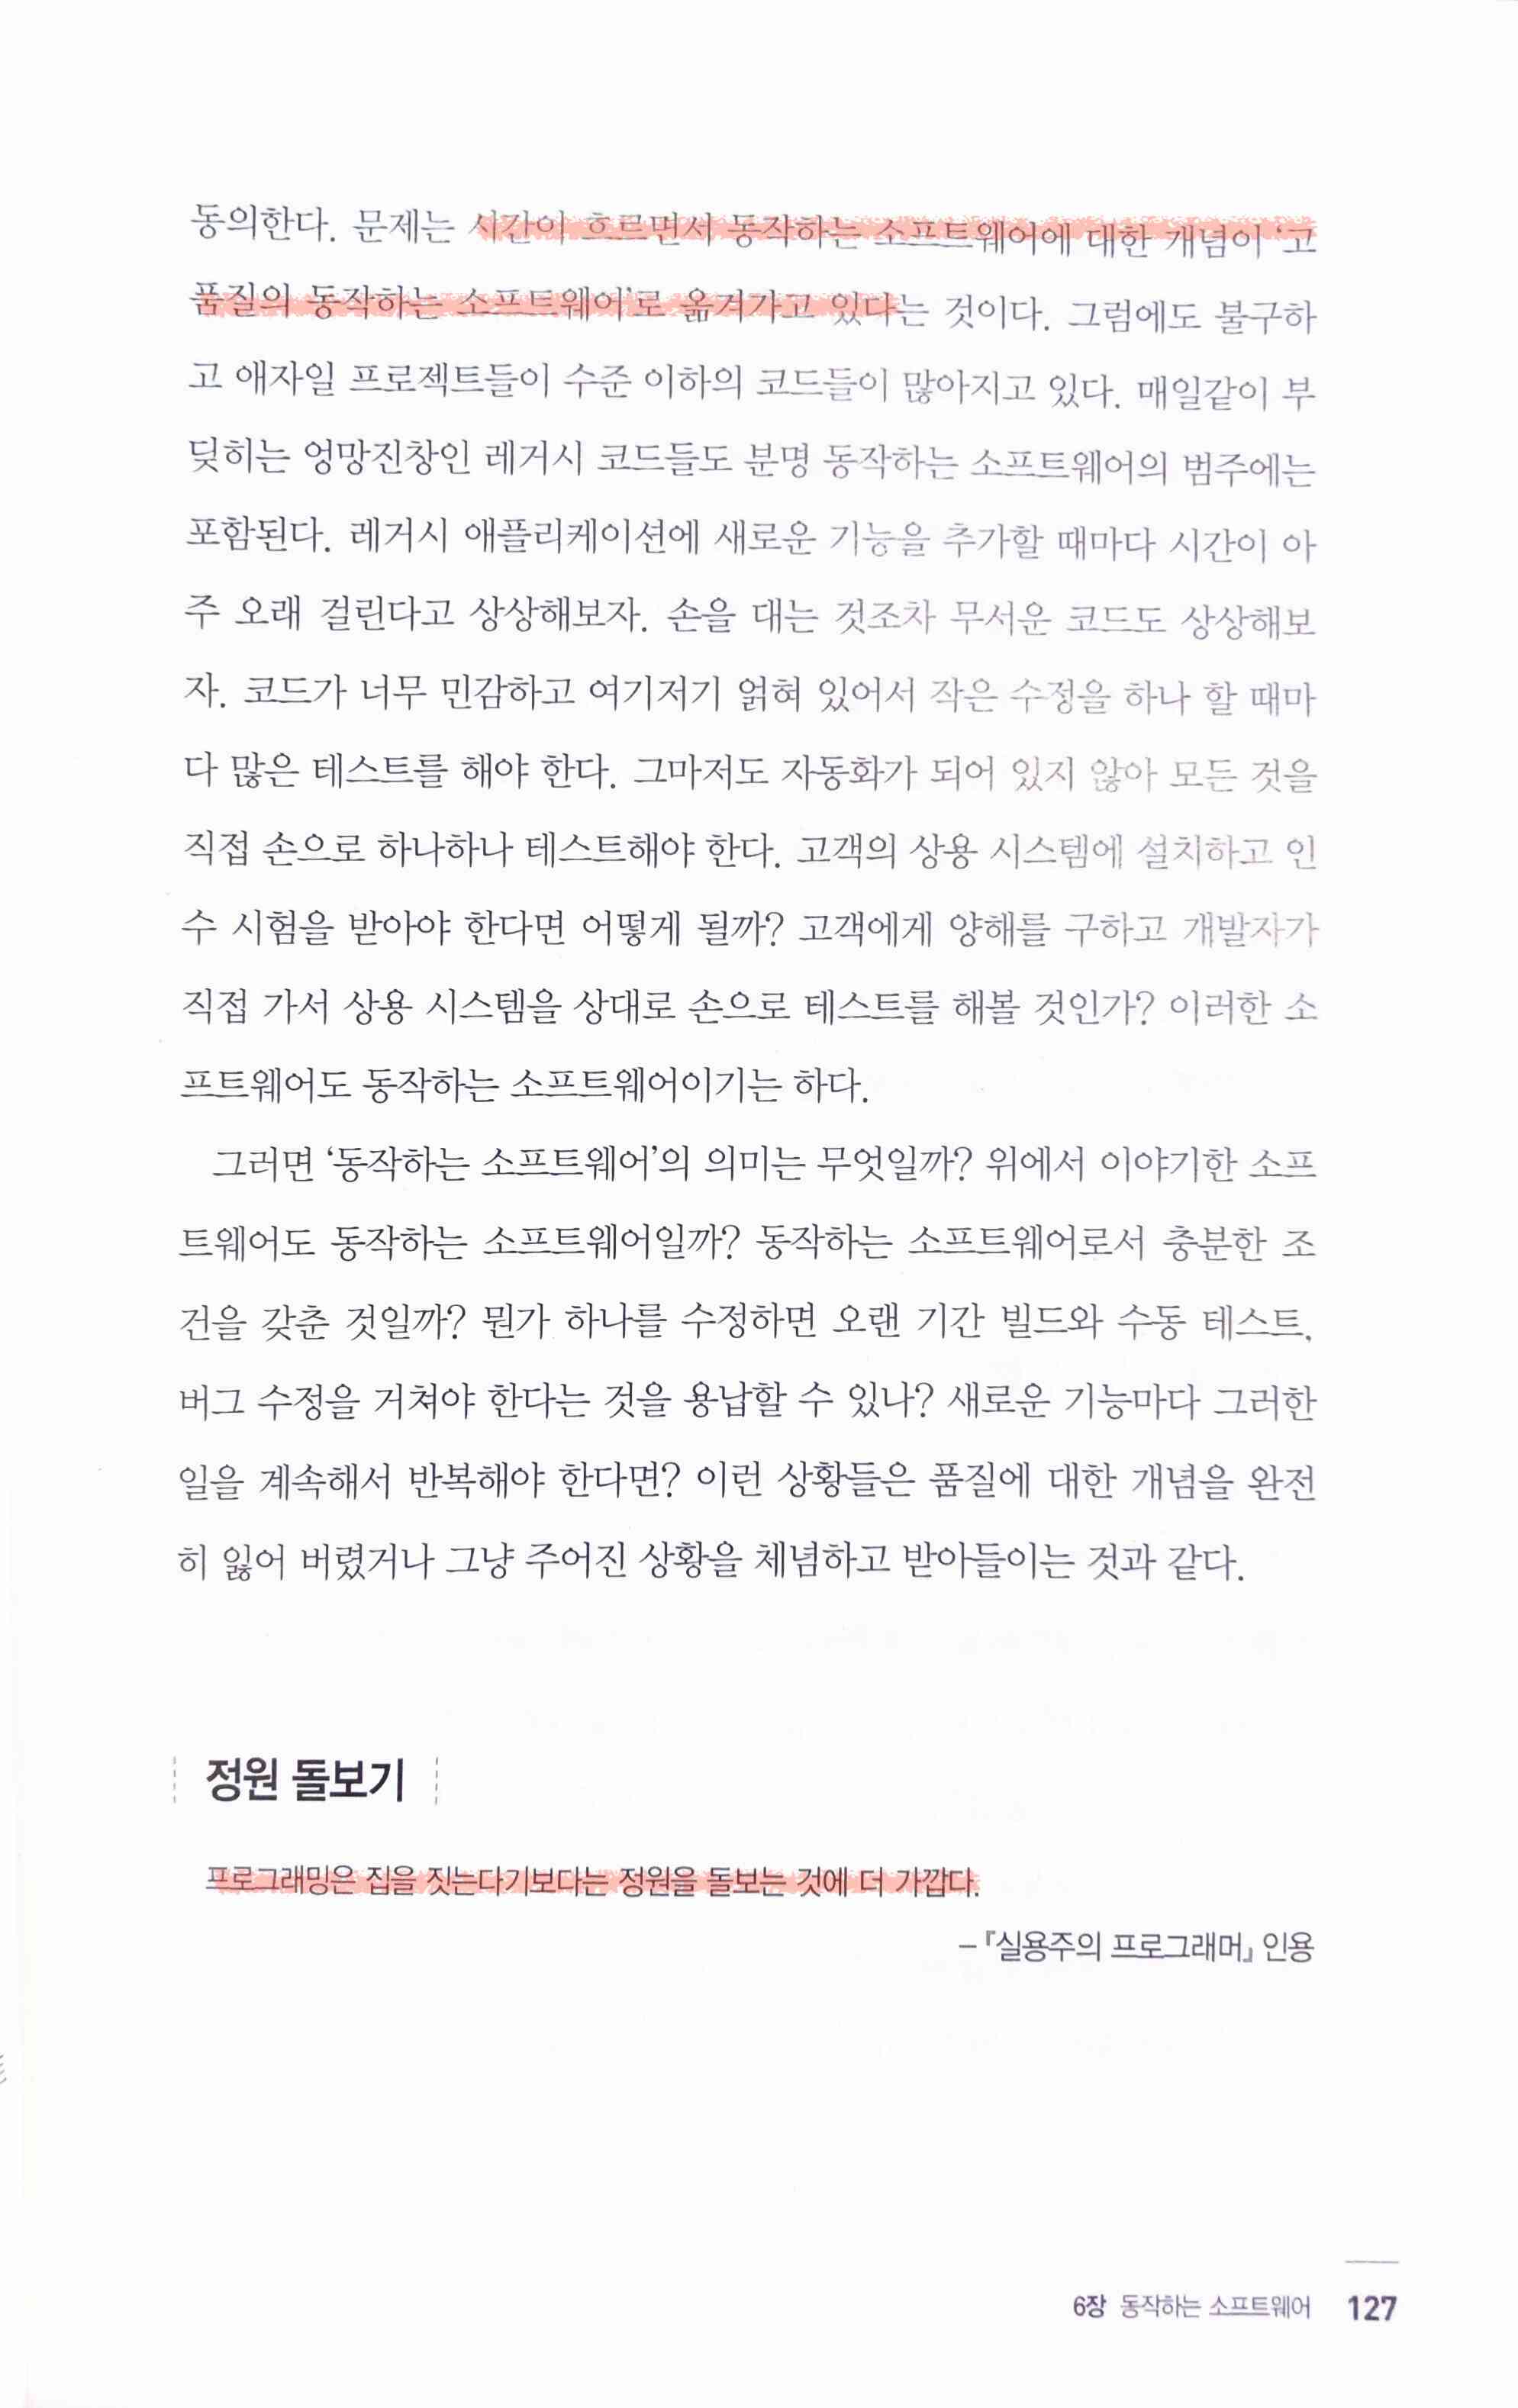 동의한다. 문제는 시간이 흐르면서 동작하는 소프트웨어에 대한 개념이 ‘고
품질의 동작하는 소프트웨어’로 옮겨가고 있다는 것이다. 그럼에도 불구하
고 애자일 프로젝트들이 수준 이하의 코드들이 많아지고 있다. 매일같이 부
딪히는 엉망진창인 레거시 코드들도 분명 동작하는 소프트웨어의 범주에는
포함된다. 레거시 애플리케이션에 새로운 기능을 추가할 때마다 시간이 아
주 오래 걸린다고 상상해보자. 손을 대는 것조차 무서운 코드도 상상해보
자. 코드가 너무 민감하고 여기저기 얽혀 있어서 작은 수정을 하나 할 때마
다 많은 테스트를 해야 한다. 그마저도 자동화가 되어 있지 않아 모든 것을
직접 손으로 하나하나 테스트해야 한다. 고객의 상용 시스템에 설치하고 인
수 시험을 받아야 한다면 어떻게 될까? 고객에게 양해를 구하고 개발자가
직접 가서 상용 시스템을 상대로 손으로 테스트를 해볼 것인가? 이러한 소
프트웨어도 동작하는 소프트웨어이기는 하다.
그러면 ‘동작하는 소프트웨어’의 의미는 무엇일까? 위에서 이야기한 소프
트웨어도 동작하는 소프트웨어일까? 동작하는 소프트웨어로서 충분한 조
건을 갖춘 것일까? 뭔가 하나를 수정하면 오랜 기간 빌드와 수동 테스트,
버그 수정을 거쳐야 한다는 것을 용납할 수 있나? 새로운 기능마다 그러한
일을 계속해서 반복해야 한다면? 이런 상황들은 품질에 대한 개념을 완전
히 잃어 버렸거나 그냥 주어진 상황을 체념하고 받아들이는 것과 같다.
정원 돌보기
프로그래밍은 집을 짓는다기보다는 정원을 돌보는 것에 더 가깝다.
– 『실용주의 프로그래머』 인용
6장 동작하는 소프트웨어 127